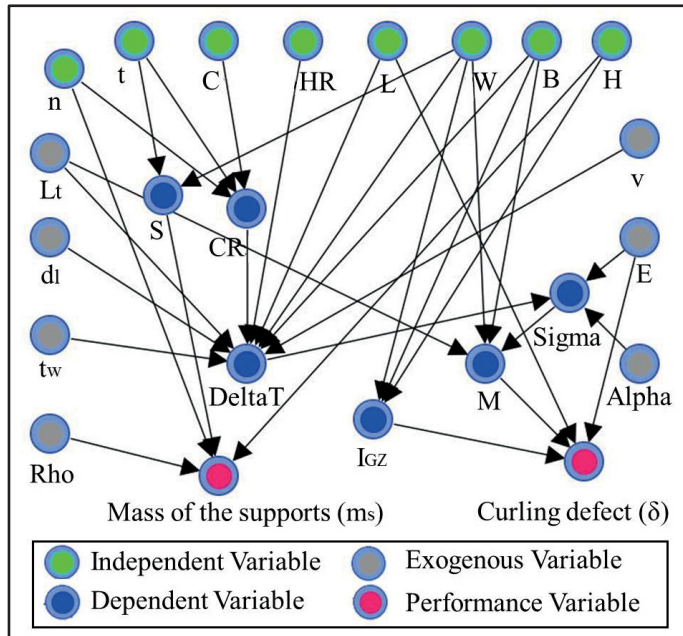 n
t
C
HR
L
W
B
H
Lt
S
CR
v
dl
E
tw
DeltaT
M
Sigma
Alpha
Rho
IGZ
Mass of the supports (ms)
Curling defect (δ)
Independent Variable
Exogenous Variable
Dependent Variable
Performance Variable